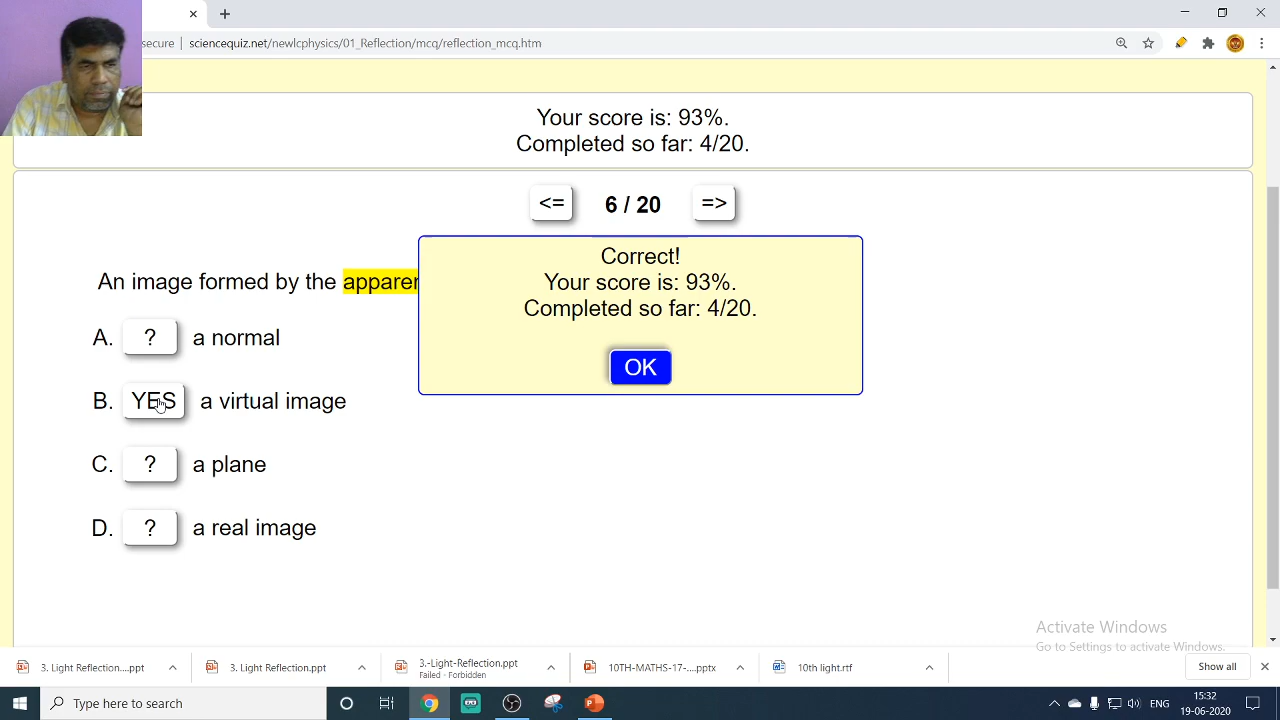 secure | sciencequiz.net/newlcphysics/01_Reflection/mcq/reflection_mcq.htm
Your score is: 93%.
Completed so far: 4/20.
<= 6 / 20 =>
Correct!
Your score is: 93%.
Completed so far: 4/20.
OK
An image formed by the apparer
A. ? a normal
B. YES a virtual image
C. ? a plane
D. ? a real image
Activate Windows
Go to Settings to activate Windows.
3. Light Reflection....ppt
3. Light Reflection.ppt
3.-Light-Reflection.ppt
Failed - Forbidden
10TH-MATHS-17-....pptx
10th light.rtf
Show all
Type here to search
ENG
15:32
19-06-2020